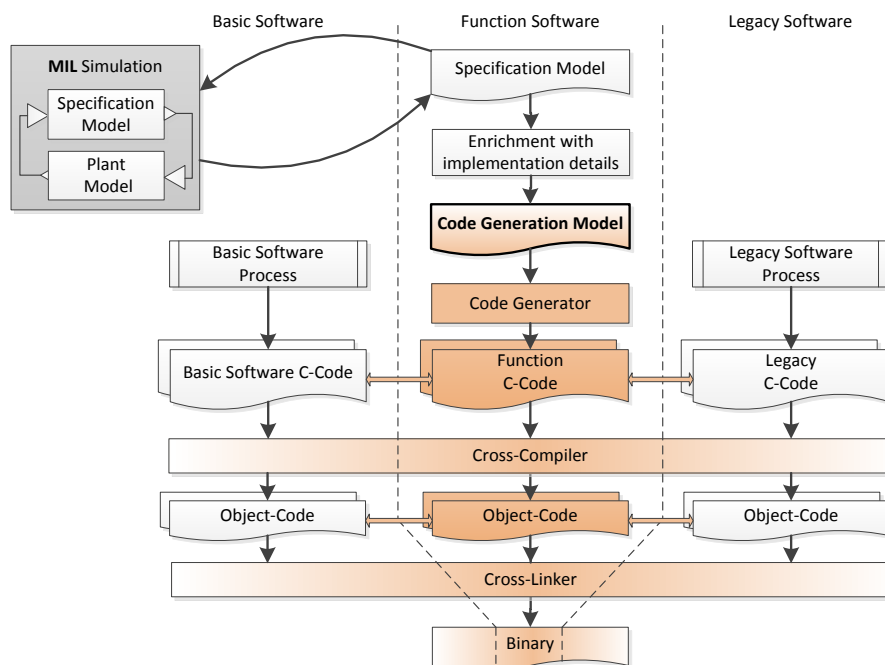 Basic Software
Function Software
Legacy Software
MIL Simulation
Specification
Model
Plant
Model
Specification Model
Enrichment with
implementation details
Code Generation Model
Basic Software
Process
Legacy Software
Process
Code Generator
Basic Software C-Code
Function
C-Code
Legacy
C-Code
Cross-Compiler
Object-Code
Object-Code
Object-Code
Cross-Linker
Binary